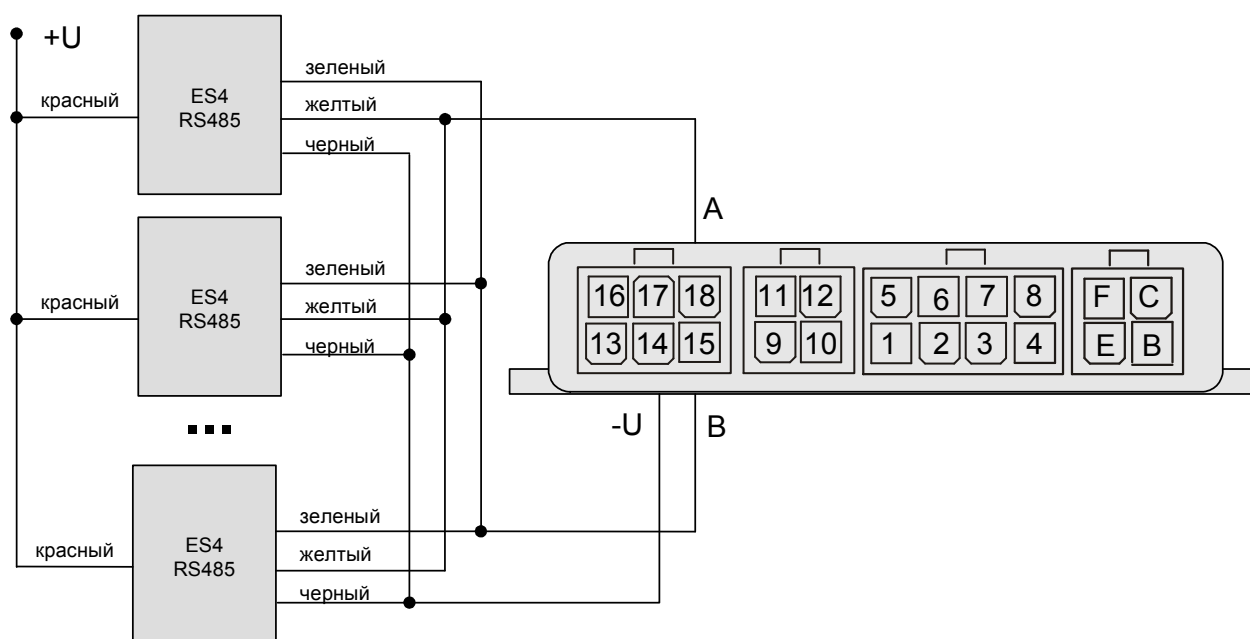 +U
красный
ES4
RS485
зеленый
желтый
черный
A
красный
ES4
RS485
зеленый
желтый
черный
16 17 18 11 12 5 6 7 8 F C
13 14 15 9 10 1 2 3 4 E B
...
-U
B
красный
ES4
RS485
зеленый
желтый
черный